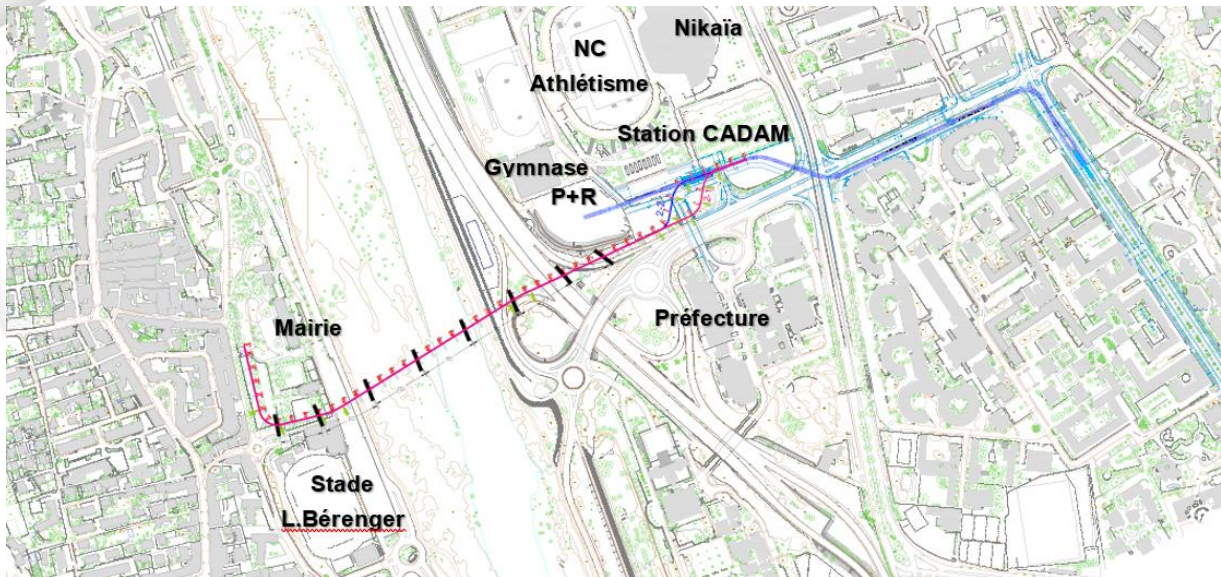 Nikaïa
NC
Athlétisme
Station CADAM
Gymnase
P+R
Mairie
Préfecture
Stade
L.Bérenger